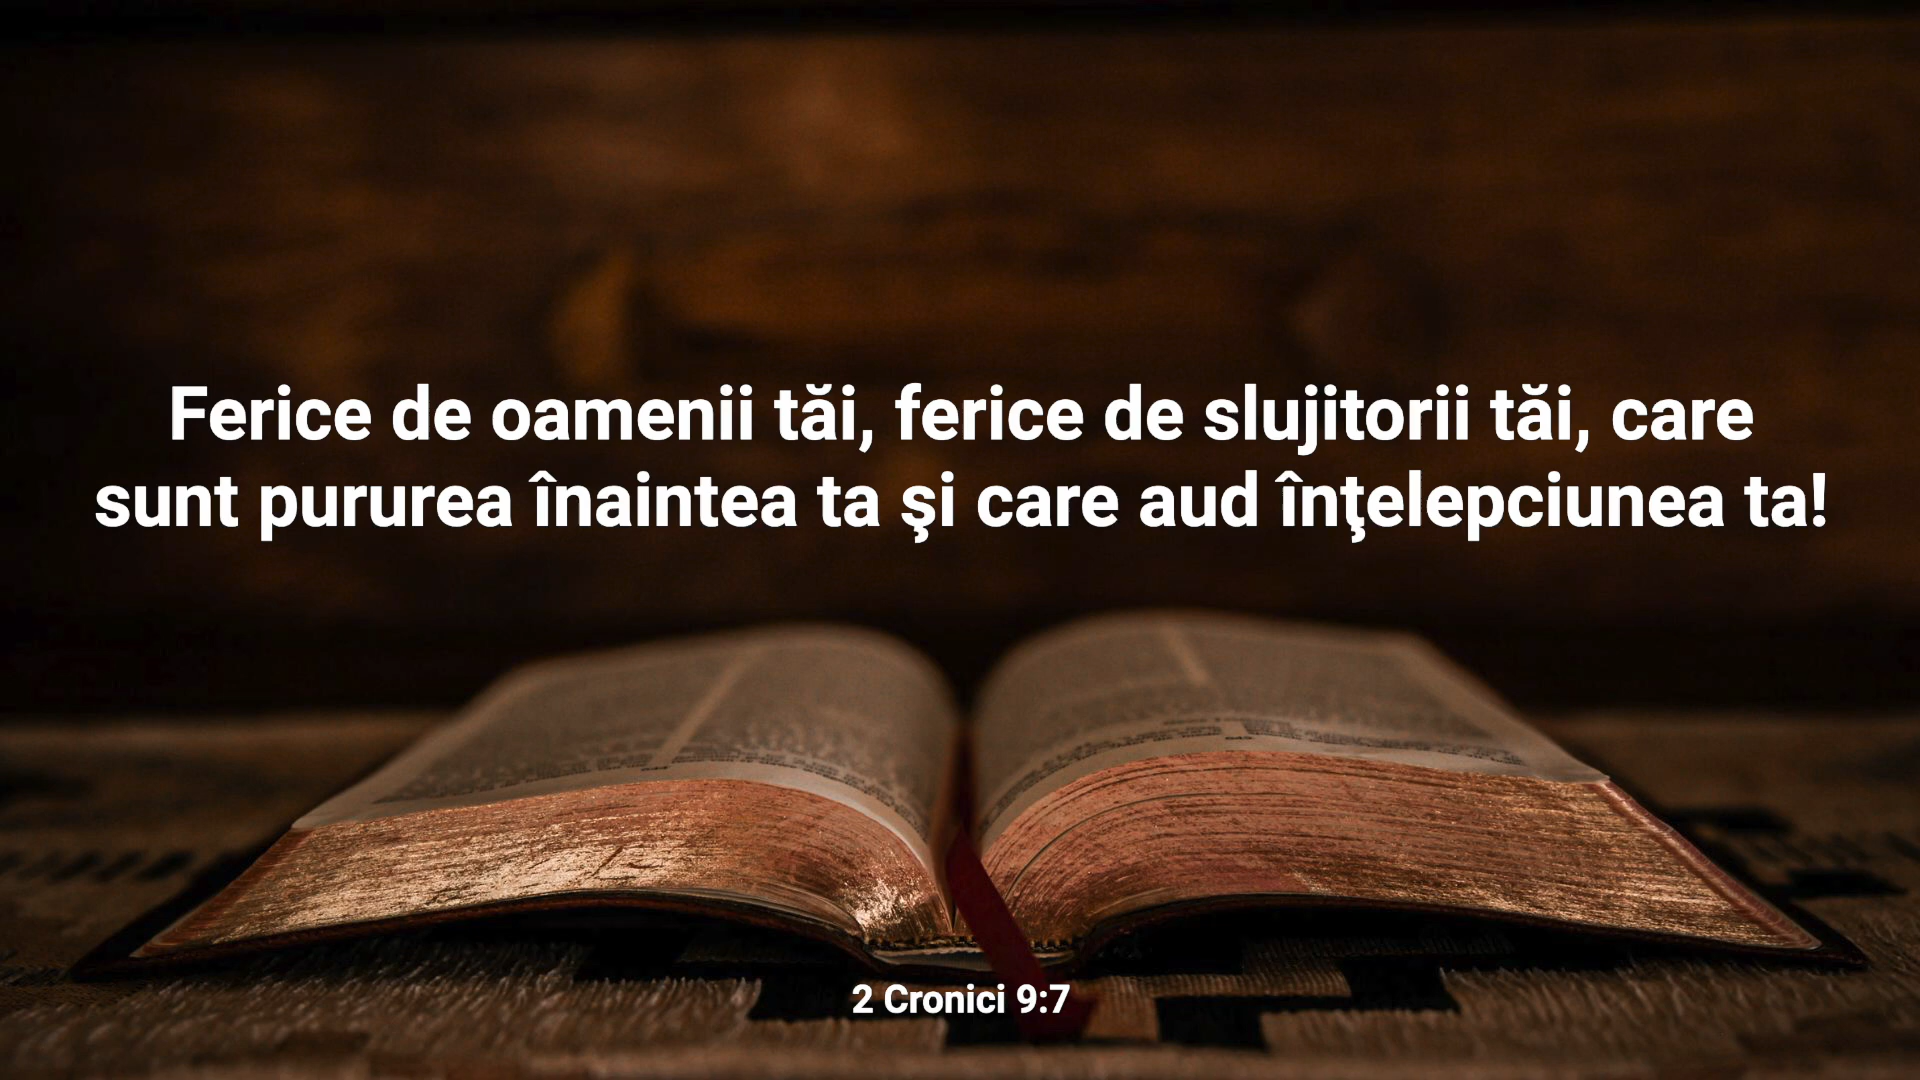 Ferice de oamenii tăi, ferice de slujitorii tăi, care
sunt pururea înaintea ta şi care aud înţelepciunea ta!
2 Cronici 9:7